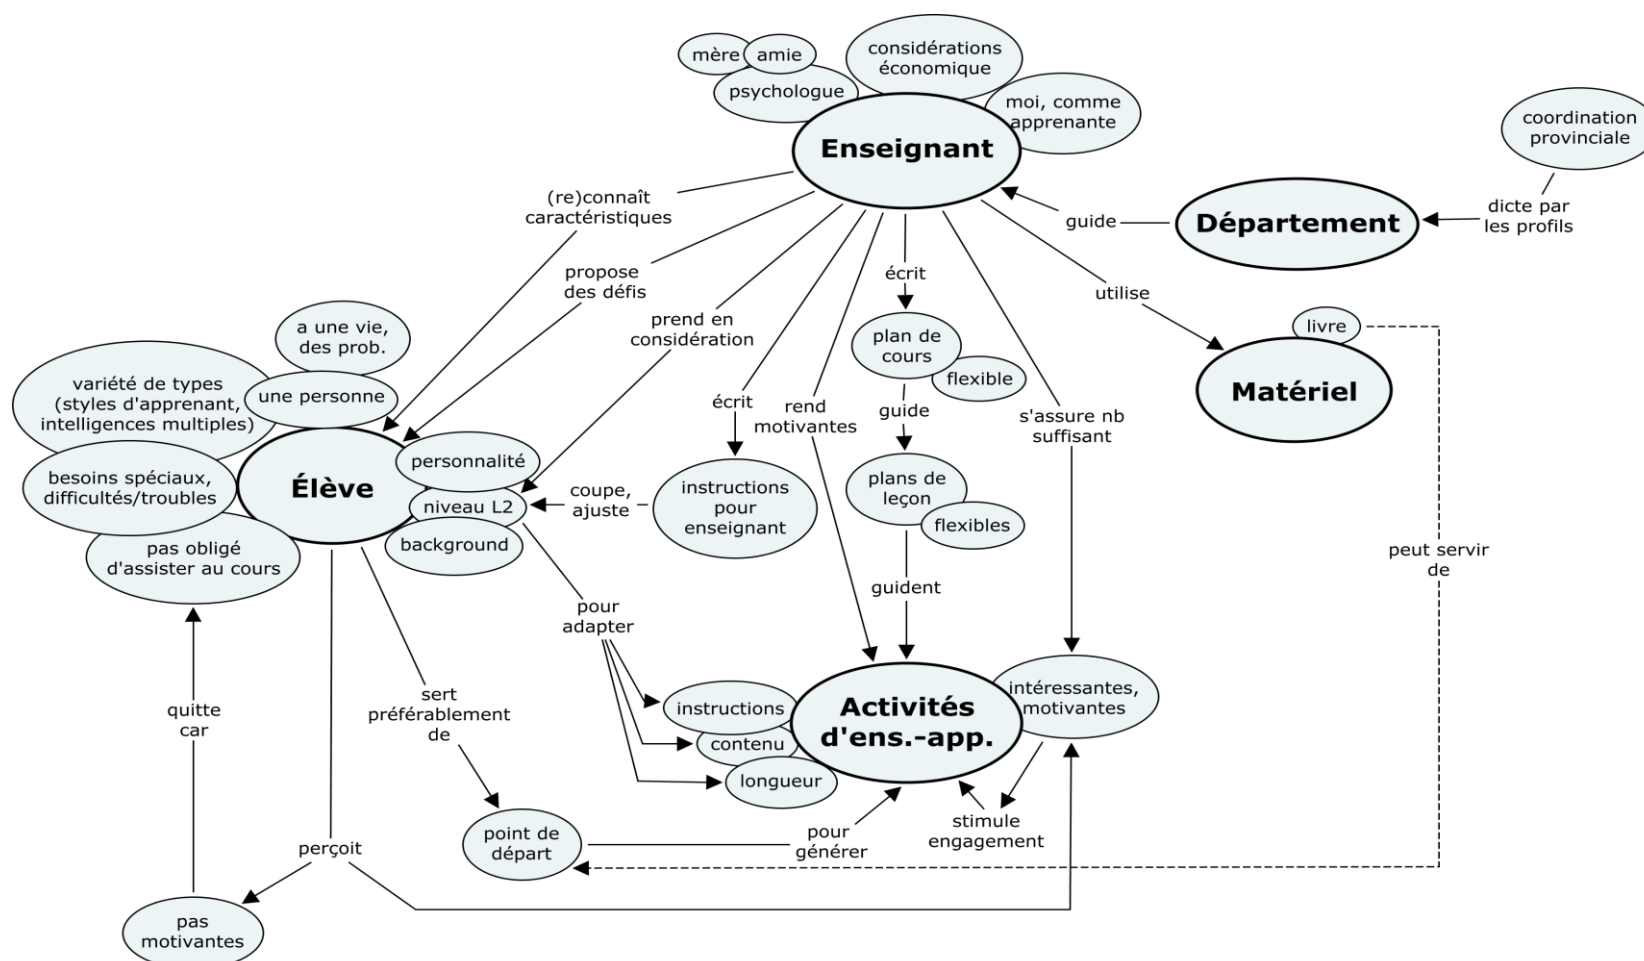 mère
amie
psychologue
considérations
économique
moi, comme
apprenante
Enseignant
coordination
provinciale
(re)connaît
caractéristiques
guide
Département
dicte par
les profils
propose
des défis
écrit
utilise
prend en
considération
a une vie,
des prob.
livre
plan de
cours
flexible
Matériel
variété de types
(styles d'apprenant,
intelligences multiples)
une personne
écrit
rend
motivantes
guide
s'assure nb
suffisant
personnalité
besoins spéciaux,
difficultés/troubles
Élève
niveau L2
coupe,
ajuste
instructions
pour
enseignant
plans de
leçon
flexibles
background
pas obligé
d'assister au cours
peut servir
de
guident
pour
adapter
quitte
car
sert
préférablement
de
instructions
contenu
longueur
Activités
d'ens.-app.
intéressantes,
motivantes
perçoit
point de
départ
pour
générer
stimule
engagement
pas
motivantes